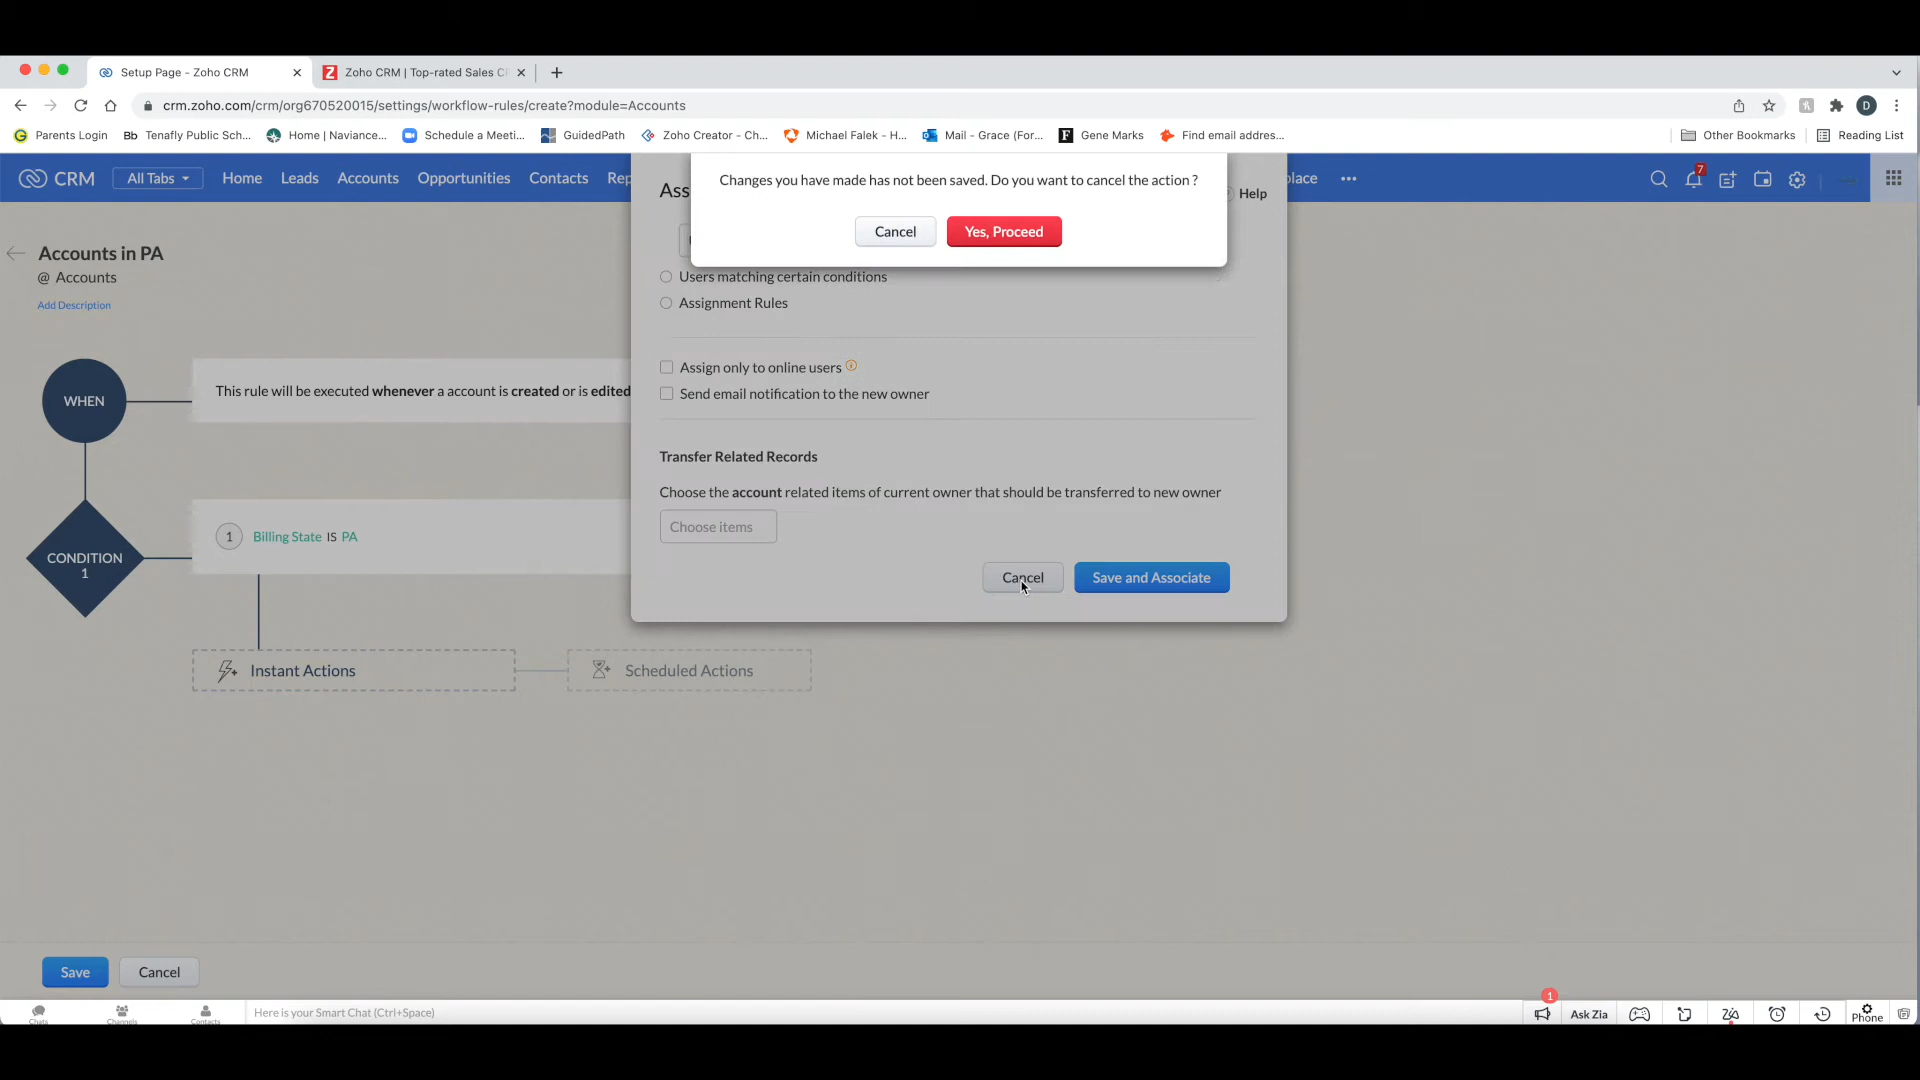 Setup Page - Zoho CRM
Zoho CRM | Top-rated Sales C
crm.zoho.com/crm/org670520015/settings/workflow-rules/create?module=Accounts
D
Parents Login
Bb Tenafly Public Sch...
Home | Naviance...
Schedule a Meeti...
GuidedPath
Zoho Creator - Ch...
Michael Falek - H...
Mail - Grace (For...
F Gene Marks
Find email addres...
Other Bookmarks
Reading List
CRM
All Tabs
Home
Leads
Accounts
Opportunities
Contacts
Rep
place
7
Ass
Help
Changes you have made has not been saved. Do you want to cancel the action ?
Cancel
Yes, Proceed
Accounts in PA
@ Accounts
Add Description
Users matching certain conditions
Assignment Rules
WHEN
This rule will be executed whenever a account is created or is edited
Assign only to online users
Send email notification to the new owner
Transfer Related Records
Choose the account related items of current owner that should be transferred to new owner
Choose items
CONDITION
1
1 Billing State IS PA
Cancel
Save and Associate
Instant Actions
Scheduled Actions
Save
Cancel
Chats
Channels
Contacts
Here is your Smart Chat (Ctrl+Space)
1
Ask Zia
Phone